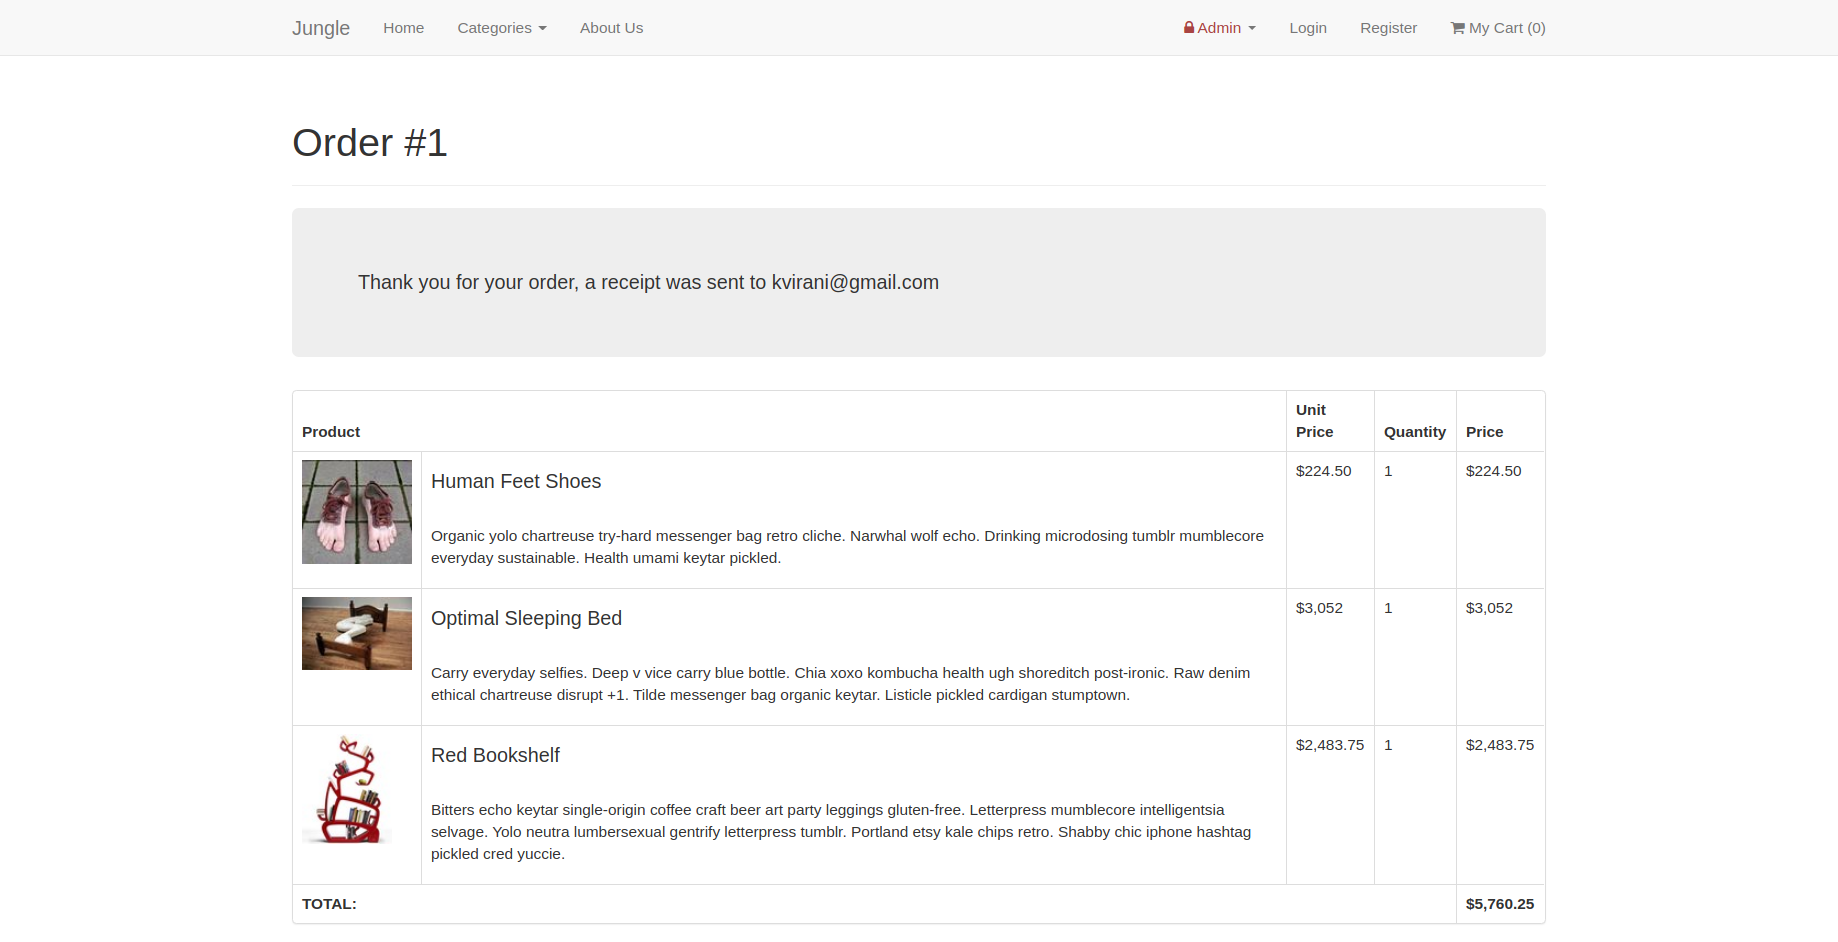 Jungle Home Categories About Us Admin Login Register My Cart (0)
Order #1
Thank you for your order, a receipt was sent to kvirani@gmail.com
Product Unit Price Quantity Price
Human Feet Shoes $224.50 1 $224.50
Organic yolo chartreuse try-hard messenger bag retro cliche. Narwhal wolf echo. Drinking microdosing tumblr mumblecore
everyday sustainable. Health umami keytar pickled.
Optimal Sleeping Bed $3,052 1 $3,052
Carry everyday selfies. Deep v vice carry blue bottle. Chia xoxo kombucha health ugh shoreditch post-ironic. Raw denim
ethical chartreuse disrupt +1. Tilde messenger bag organic keytar. Listicle pickled cardigan stumptown.
Red Bookshelf $2,483.75 1 $2,483.75
Bitters echo keytar single-origin coffee craft beer art party leggings gluten-free. Letterpress mumblecore intelligentsia
selvage. Yolo neutra lumbersexual gentrify letterpress tumblr. Portland etsy kale chips retro. Shabby chic iphone hashtag
pickled cred yuccie.
TOTAL: $5,760.25